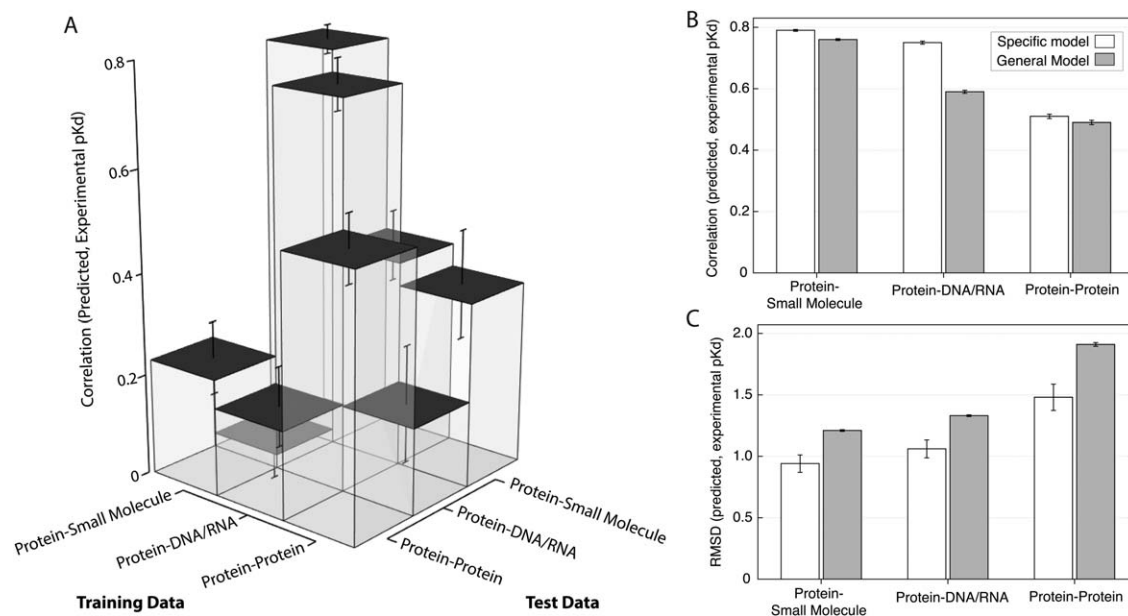 A
Correlation (Predicted, Experimental pKd)
0.8
0.6
0.4
0.2
0
Protein-Small Molecule
Protein-DNA/RNA
Protein-Protein
Training Data
Protein-Small Molecule
Protein-DNA/RNA
Protein-Protein
Test Data
B
Correlation (predicted, experimental pKd)
0.8
0.6
0.4
0.2
0
Specific model
General Model
Protein-
Small Molecule
Protein-DNA/RNA
Protein-Protein
C
RMSD (predicted, experimental pKd)
2.0
1.5
1.0
0.5
0
Protein-
Small Molecule
Protein-DNA/RNA
Protein-Protein